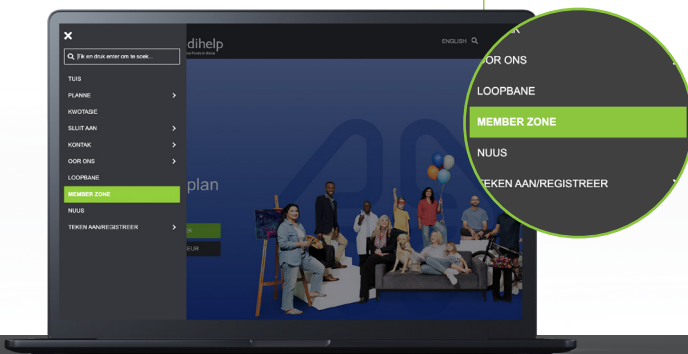 Tik en druk enter om te soek...
TUIS
PLANNE
KWOTASIE
SLUIT AAN
KONTAK
OOR ONS
LOOPBANE
MEMBER ZONE
NUUS
TEKEN AAN/REGISTREER
dihelp
ENGLISH
plan
EUR
OOR ONS
LOOPBANE
MEMBER ZONE
NUUS
TEKEN AAN/REGISTREER